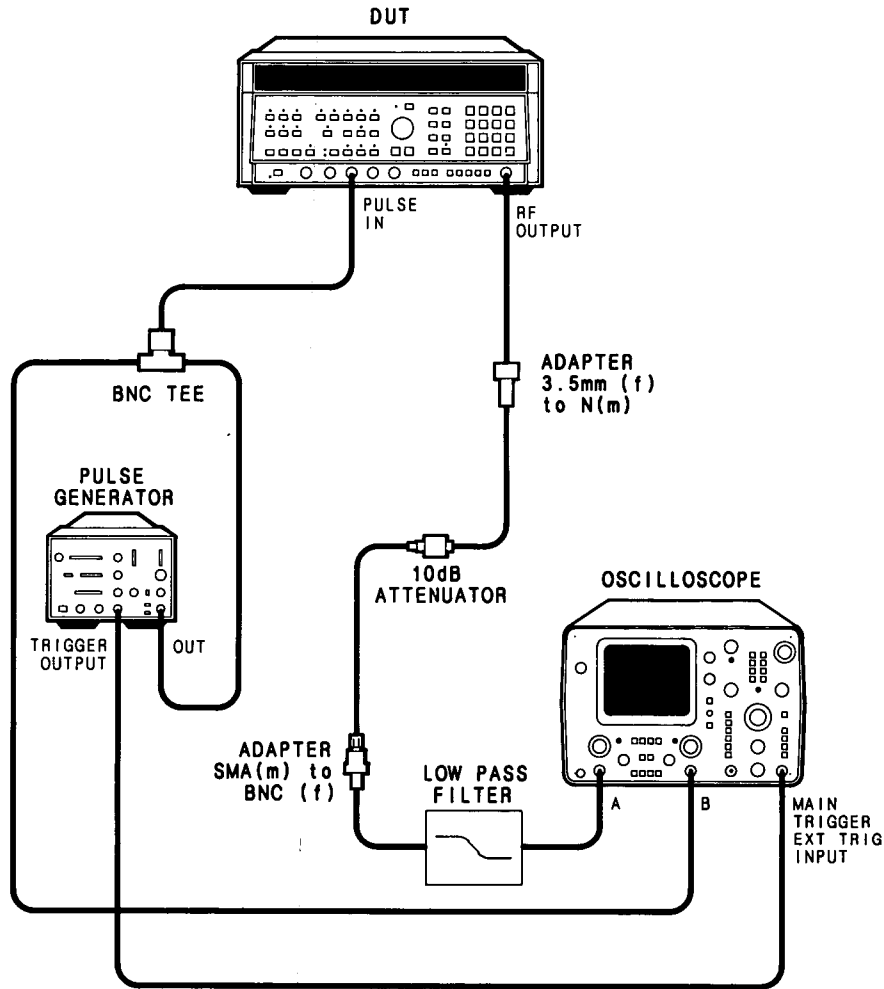 DUT
PULSE
IN
RF
OUTPUT
BNC TEE
ADAPTER
3.5mm (f)
to N(m)
PULSE
GENERATOR
10dB
ATTENUATOR
OSCILLOSCOPE
TRIGGER
OUTPUT
OUT
ADAPTER
SMA(m) to
BNC (f)
LOW PASS
FILTER
A
B
MAIN
TRIGGER
EXT TRIG
INPUT